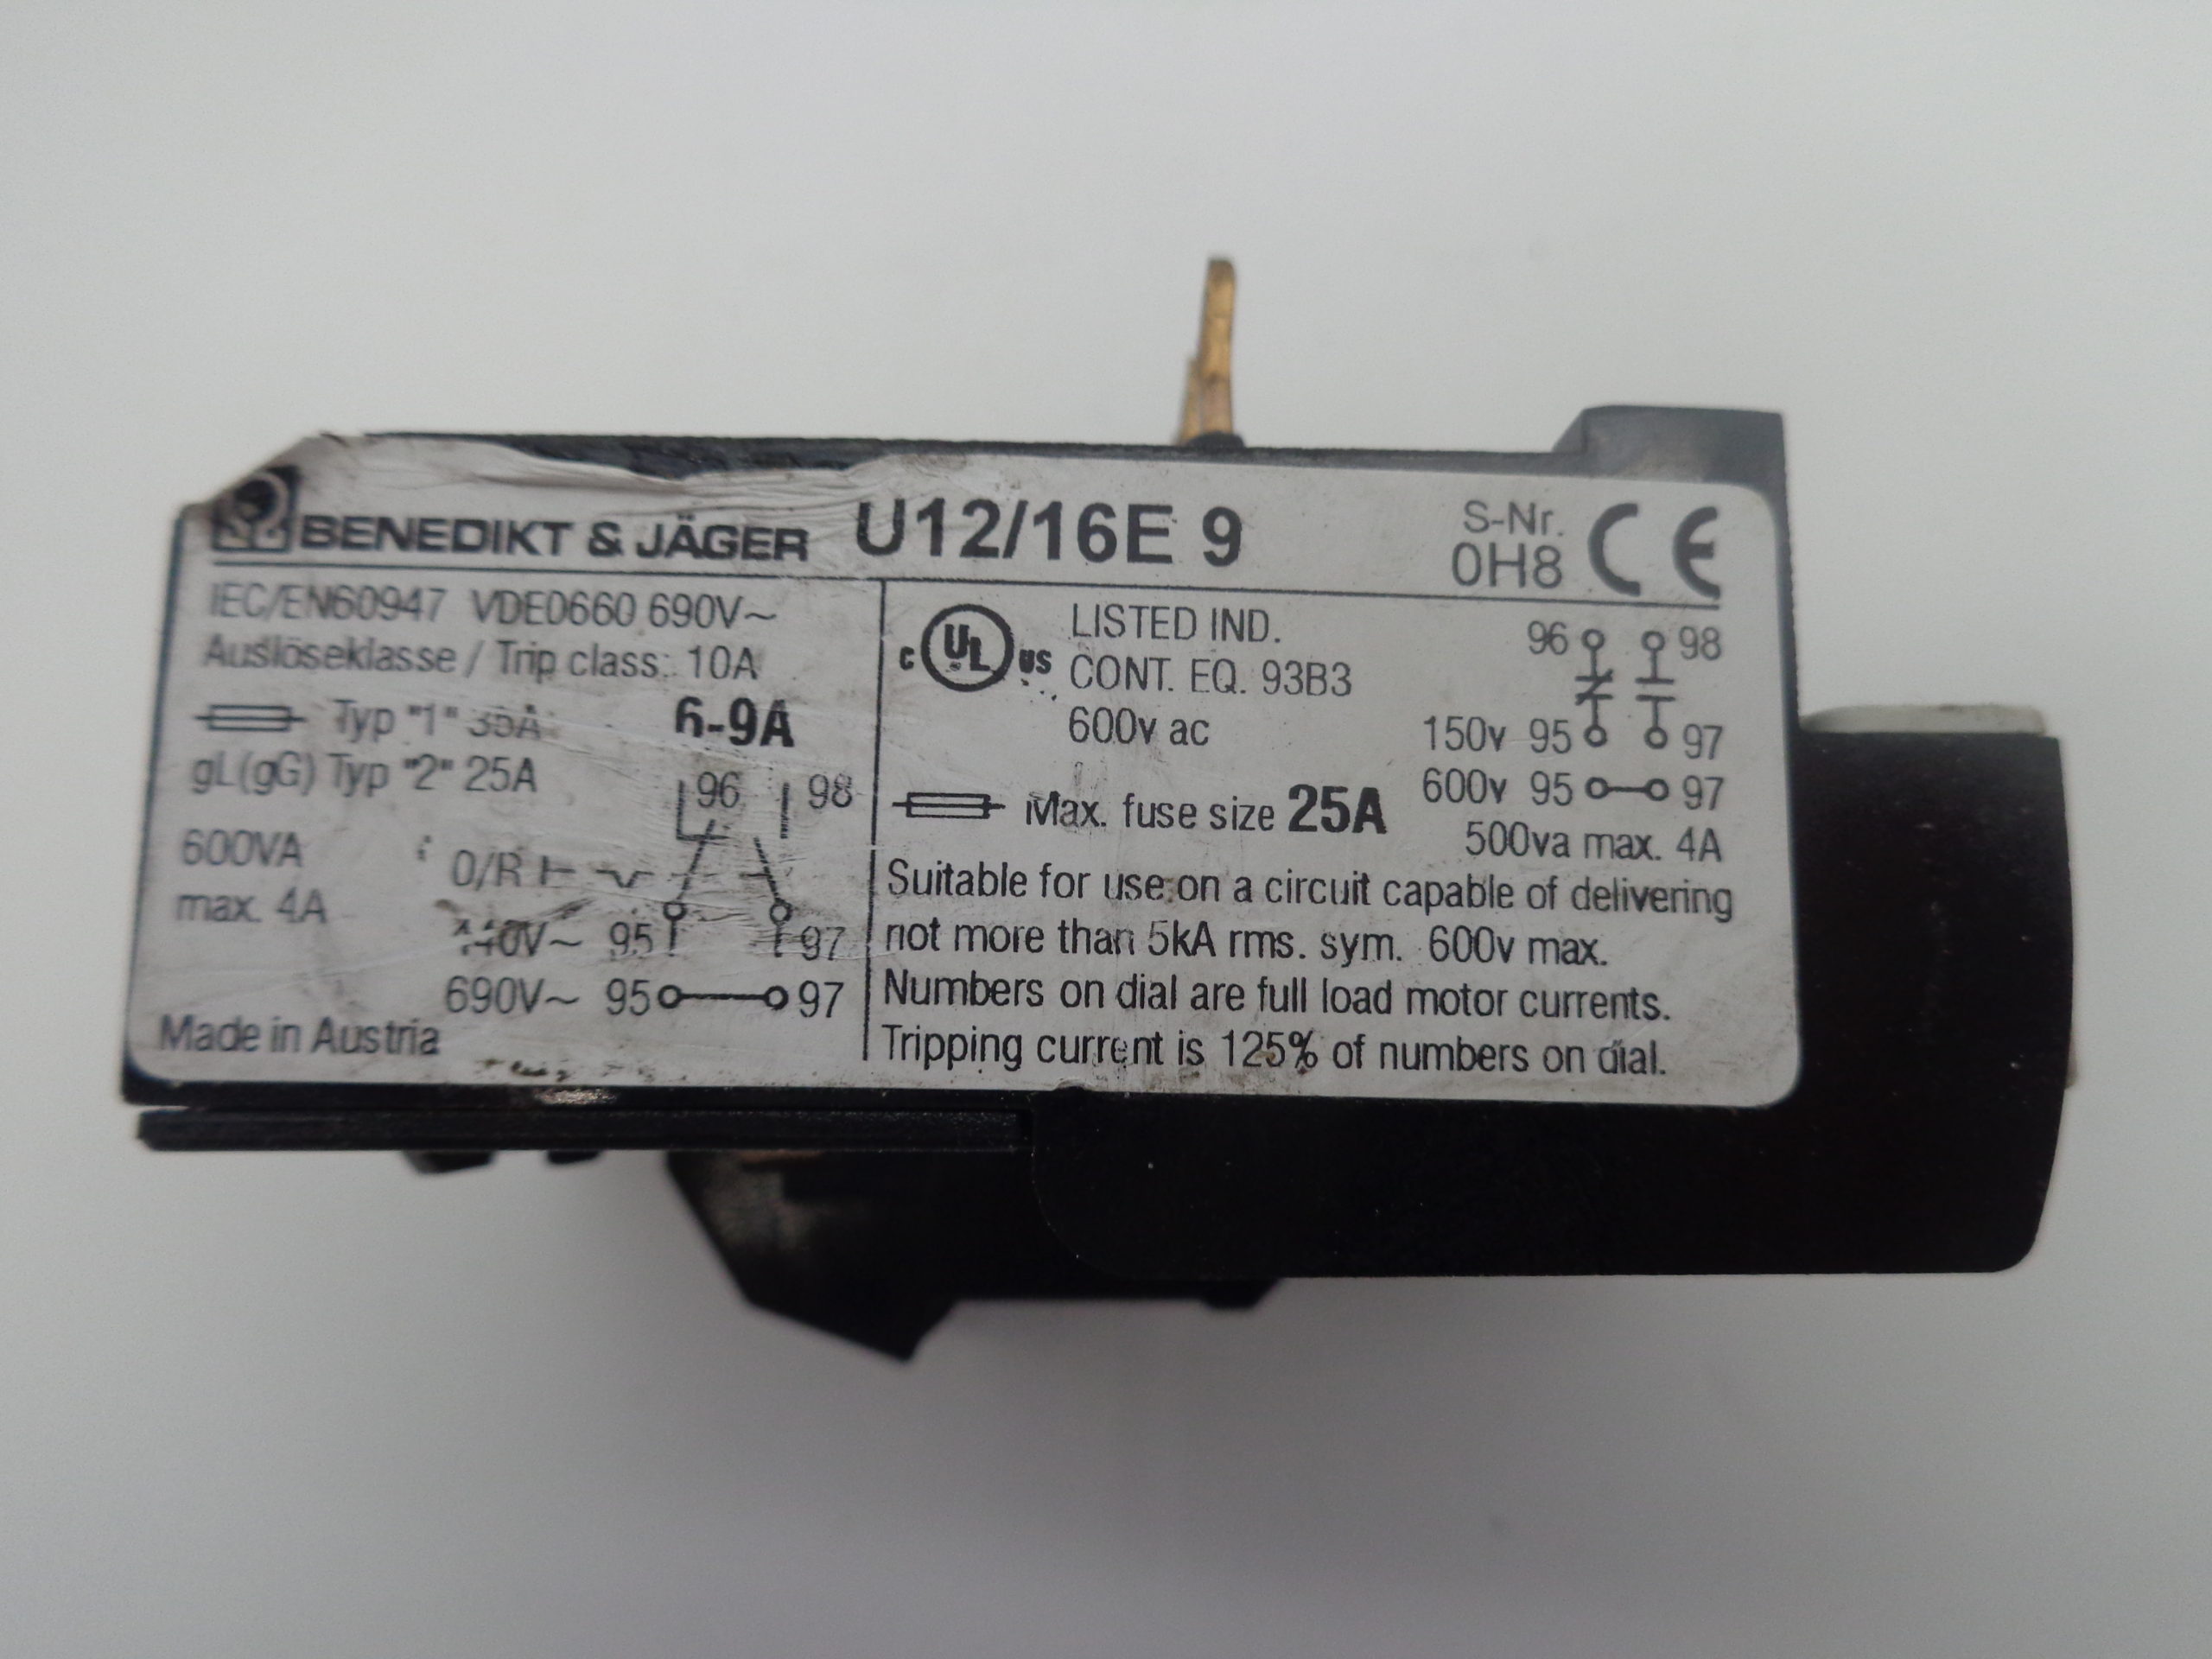 BENEDIKT & JÄGER U12/16E 9
S-Nr.
0H8 CE
IEC/EN60947 VDE0660 690V~
Auslöseklasse / Trip class: 10A
Typ "1" 35A 6-9A
gL(gG) Typ "2" 25A
96 98
600VA
max. 4A
O/R
95 97
690V~ 95 97
Made in Austria
C UL US LISTED IND.
CONT. EQ. 93B3
600v ac
96 98
150v 95 97
600v 95 97
500va max. 4A
Max. fuse size 25A
Suitable for use on a circuit capable of delivering
not more than 5kA rms. sym. 600v max.
Numbers on dial are full load motor currents.
Tripping current is 125% of numbers on dial.